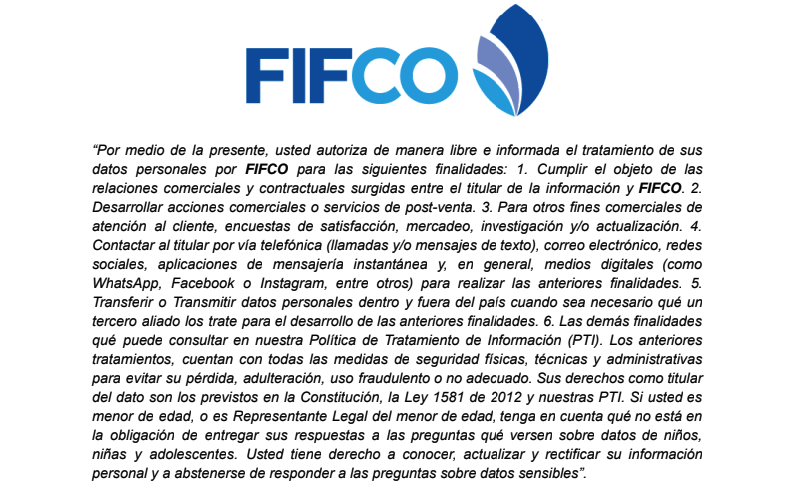 FIFCO
“Por medio de la presente, usted autoriza de manera libre e informada el tratamiento de sus
datos personales por FIFCO para las siguientes finalidades: 1. Cumplir el objeto de las
relaciones comerciales y contractuales surgidas entre el titular de la información y FIFCO. 2.
Desarrollar acciones comerciales o servicios de post-venta. 3. Para otros fines comerciales de
atención al cliente, encuestas de satisfacción, mercadeo, investigación y/o actualización. 4.
Contactar al titular por vía telefónica (llamadas y/o mensajes de texto), correo electrónico, redes
sociales, aplicaciones de mensajería instantánea y, en general, medios digitales (como
WhatsApp, Facebook o Instagram, entre otros) para realizar las anteriores finalidades. 5.
Transferir o Transmitir datos personales dentro y fuera del país cuando sea necesario qué un
tercero aliado los trate para el desarrollo de las anteriores finalidades. 6. Las demás finalidades
qué puede consultar en nuestra Política de Tratamiento de Información (PTI). Los anteriores
tratamientos, cuentan con todas las medidas de seguridad físicas, técnicas y administrativas
para evitar su pérdida, adulteración, uso fraudulento o no adecuado. Sus derechos como titular
del dato son los previstos en la Constitución, la Ley 1581 de 2012 y nuestras PTI. Si usted es
menor de edad, o es Representante Legal del menor de edad, tenga en cuenta qué no está en
la obligación de entregar sus respuestas a las preguntas qué versen sobre datos de niños,
niñas y adolescentes. Usted tiene derecho a conocer, actualizar y rectificar su información
personal y a abstenerse de responder a las preguntas sobre datos sensibles”.